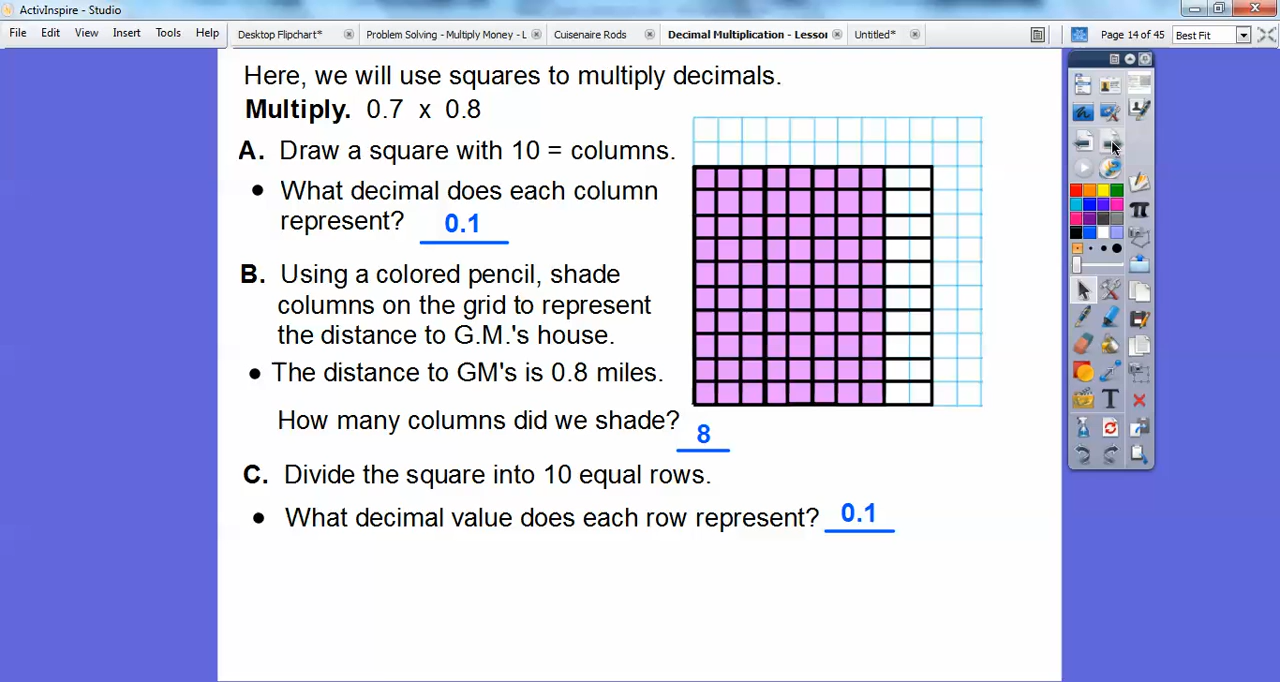 ActivInspire - Studio
File Edit View Insert Tools Help Desktop Flipchart* Problem Solving - Multiply Money - L Cuisenaire Rods Decimal Multiplication - Lesson Untitled* Page 14 of 45 Best Fit
Here, we will use squares to multiply decimals.
Multiply. 0.7 x 0.8
A. Draw a square with 10 = columns.
• What decimal does each column
represent? 0.1
B. Using a colored pencil, shade
columns on the grid to represent
the distance to G.M.'s house.
• The distance to GM's is 0.8 miles.
How many columns did we shade? 8
C. Divide the square into 10 equal rows.
• What decimal value does each row represent? 0.1